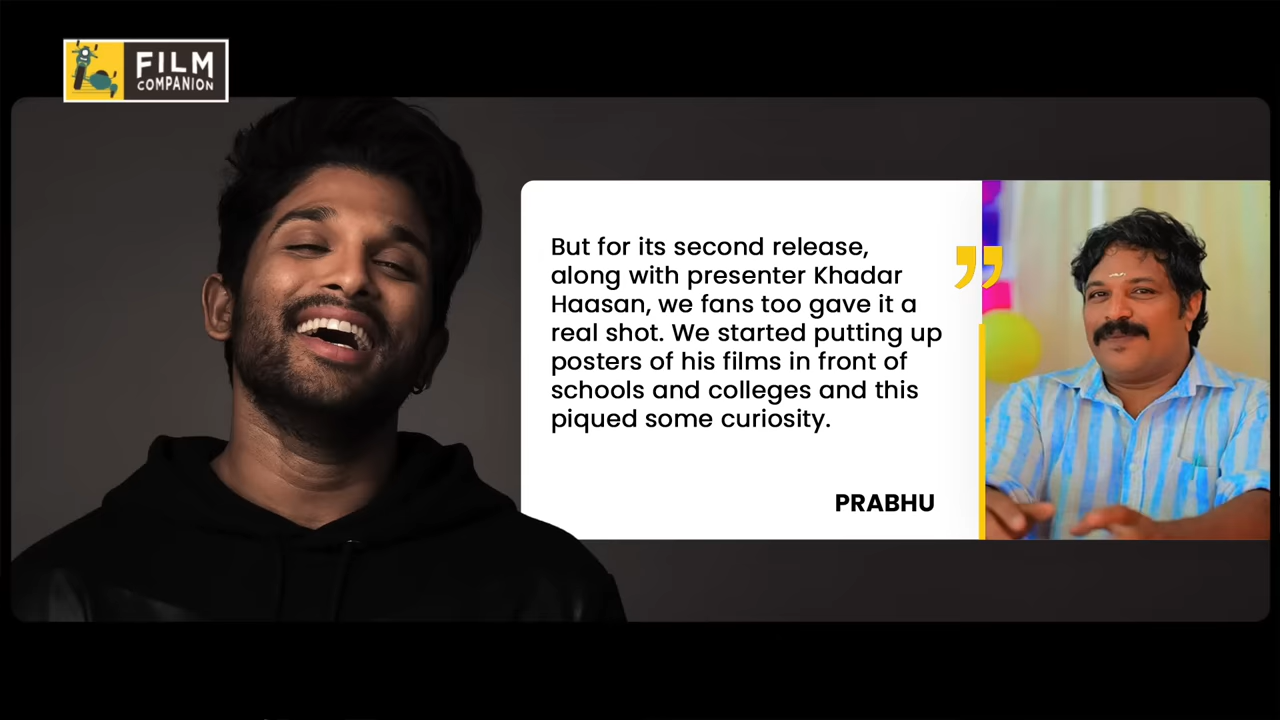 FILM
COMPANION
But for its second release,
along with presenter Khadar
Haasan, we fans too gave it a
real shot. We started putting up
posters of his films in front of
schools and colleges and this
piqued some curiosity.
”
PRABHU